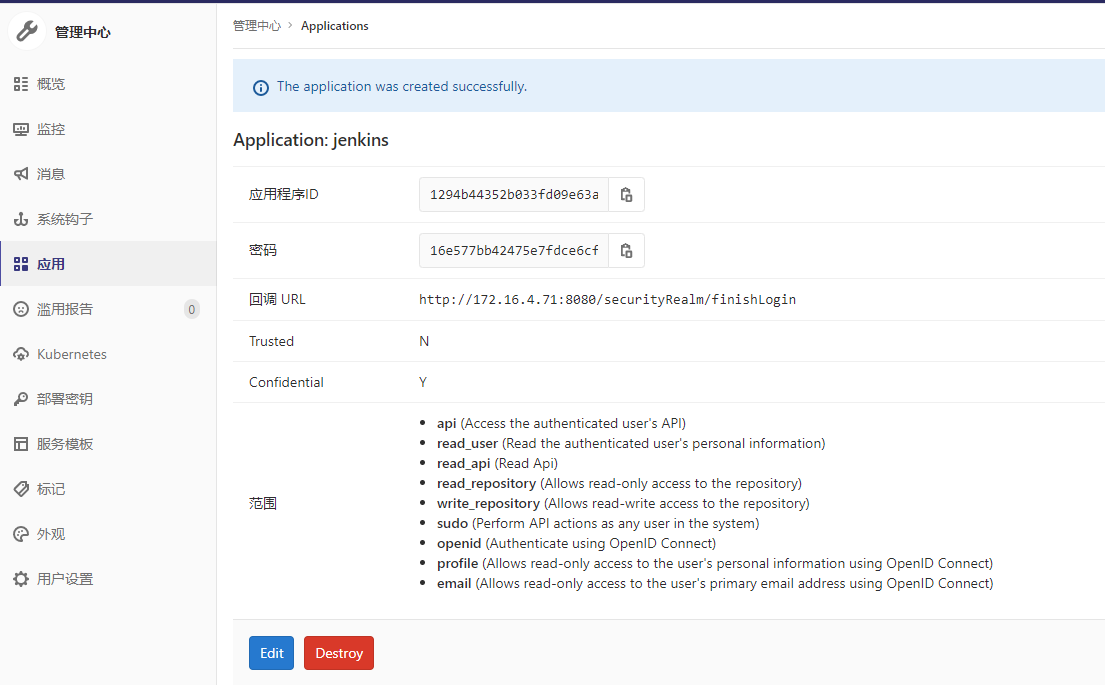 管理中心
概览
监控
消息
系统钩子
应用
滥用报告 0
Kubernetes
部署密钥
服务模板
标记
外观
用户设置
管理中心 > Applications
The application was created successfully.
Application: jenkins
应用程序ID 1294b44352b033fd09e63a
密码 16e577bb42475e7fdce6cf
回调 URL http://172.16.4.71:8080/securityRealm/finishLogin
Trusted N
Confidential Y
范围
• api (Access the authenticated user's API)
• read_user (Read the authenticated user's personal information)
• read_api (Read Api)
• read_repository (Allows read-only access to the repository)
• write_repository (Allows read-write access to the repository)
• sudo (Perform API actions as any user in the system)
• openid (Authenticate using OpenID Connect)
• profile (Allows read-only access to the user's personal information using OpenID Connect)
• email (Allows read-only access to the user's primary email address using OpenID Connect)
Edit Destroy